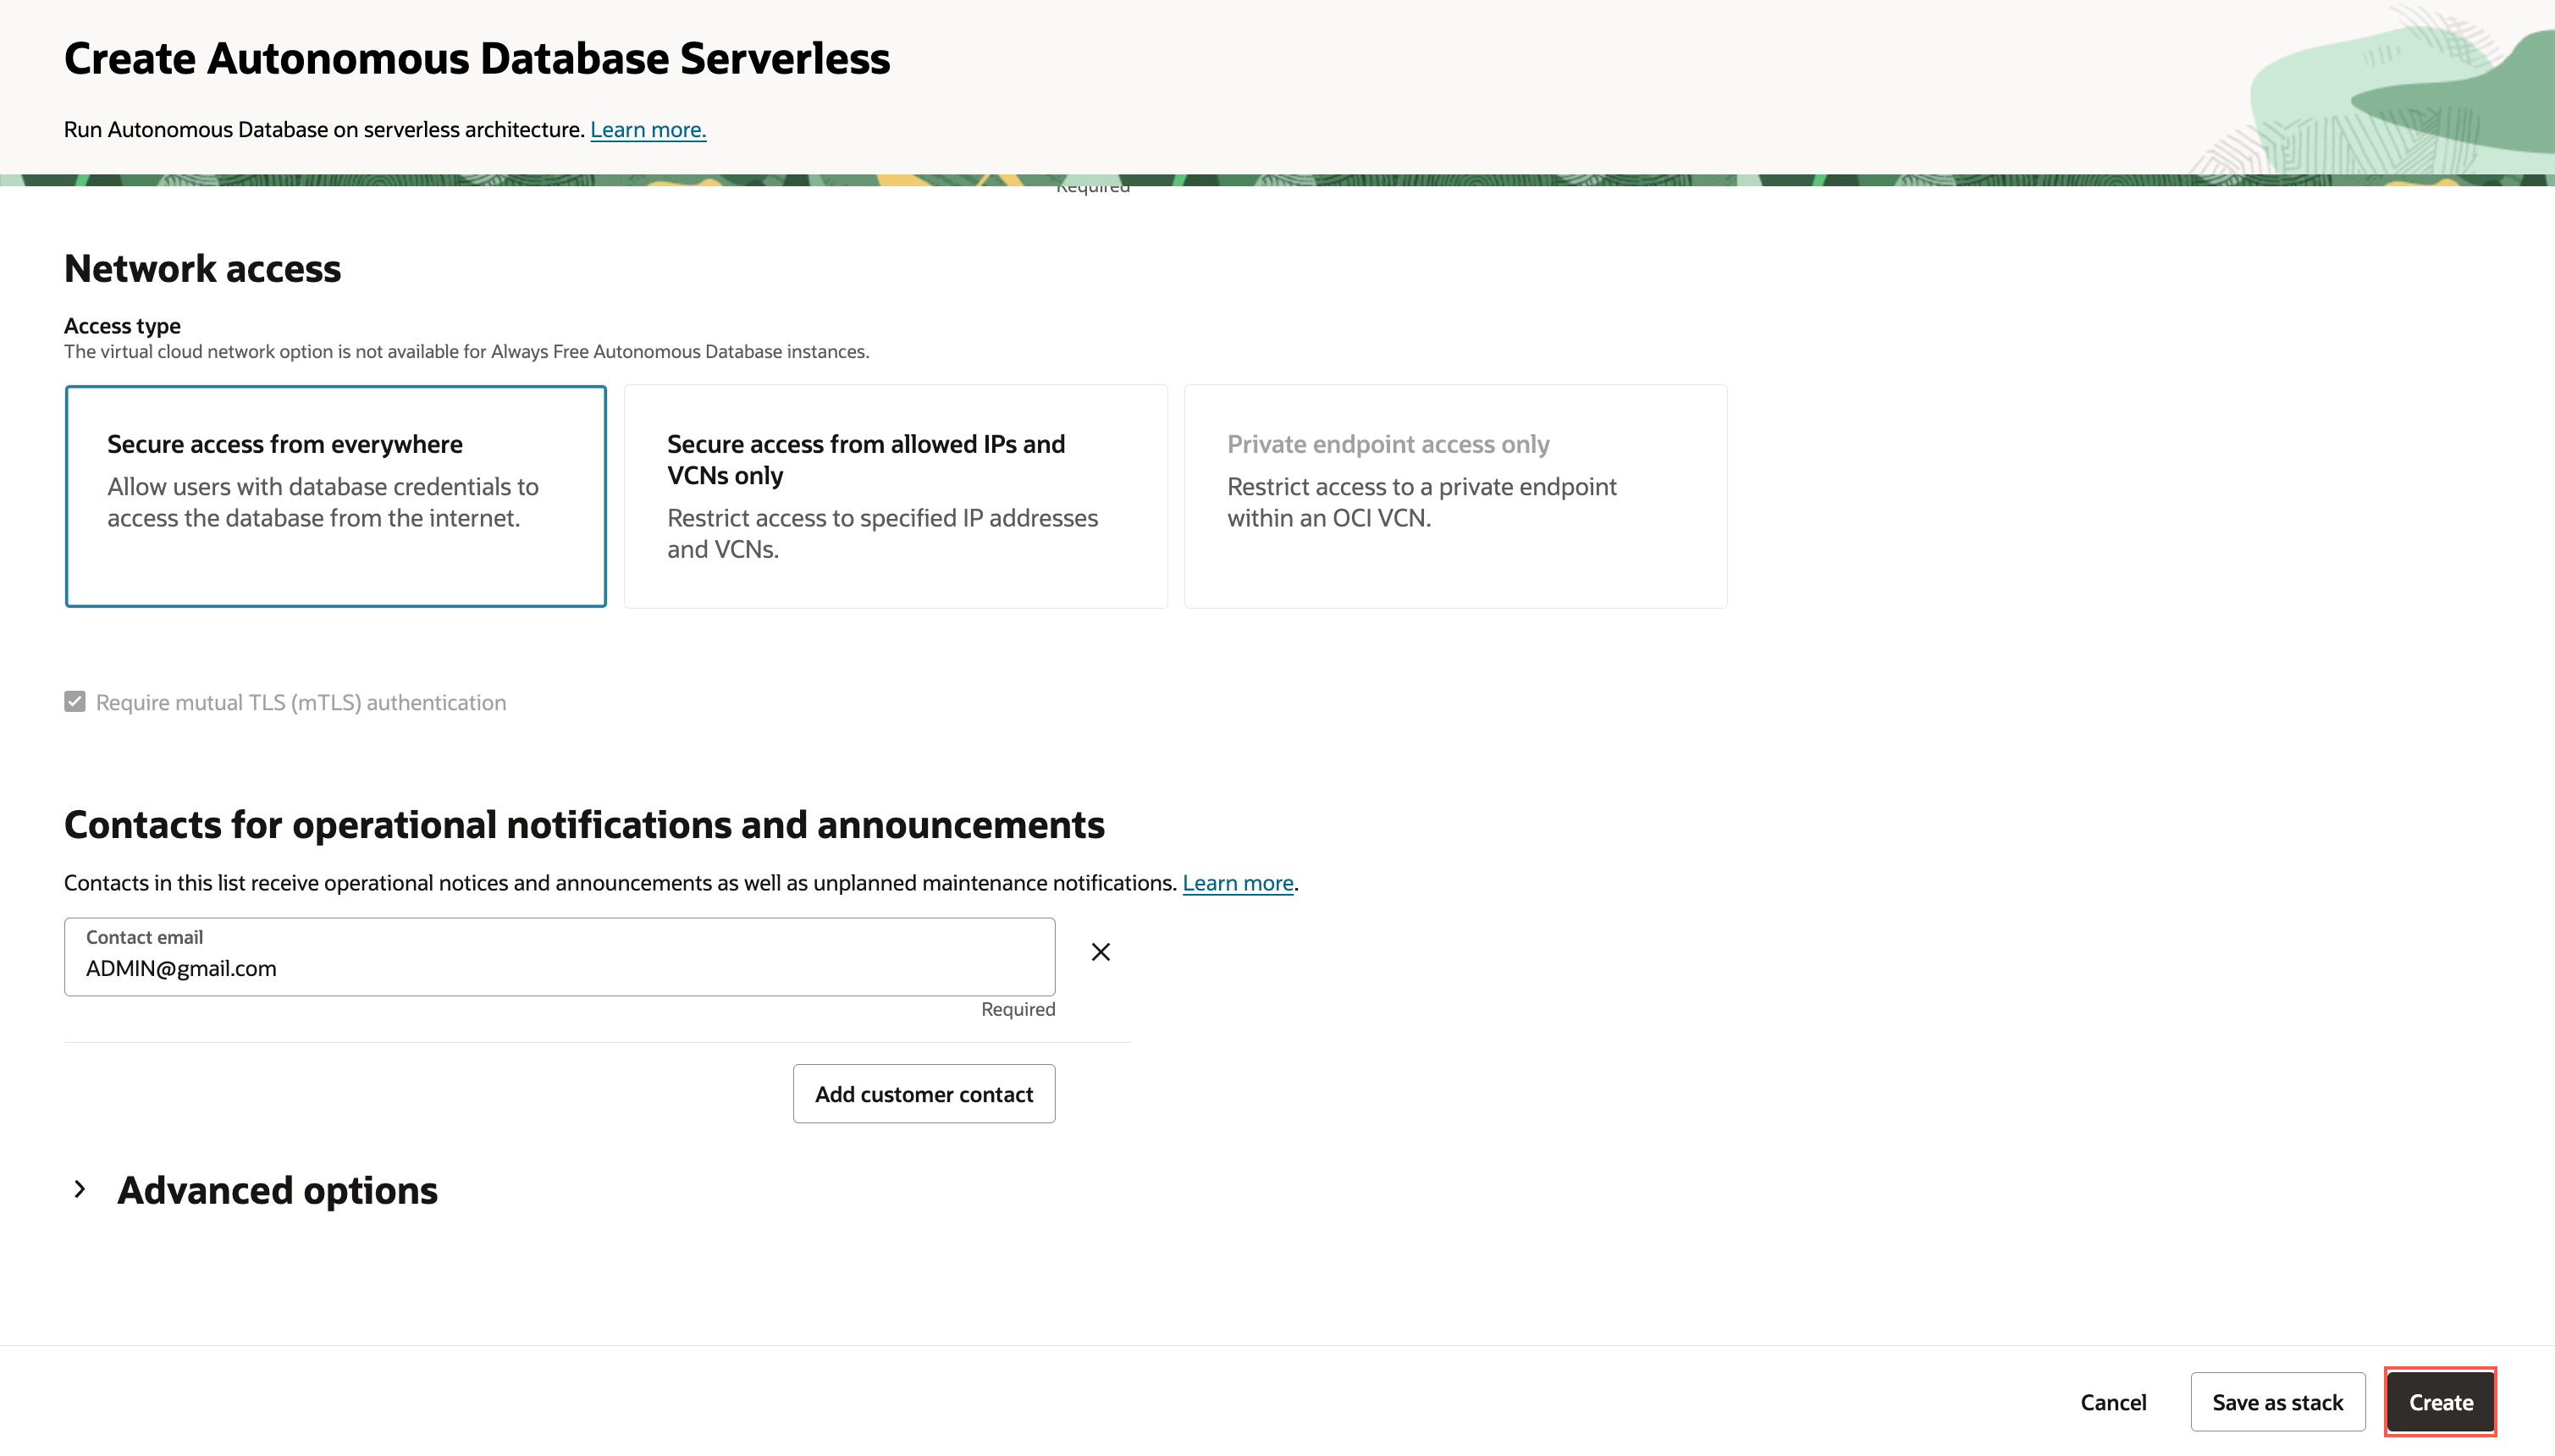 Create Autonomous Database Serverless
Run Autonomous Database on serverless architecture. Learn more.
Required
Network access
Access type
The virtual cloud network option is not available for Always Free Autonomous Database instances.
Secure access from everywhere
Allow users with database credentials to
access the database from the internet.
Secure access from allowed IPs and
VCNs only
Restrict access to specified IP addresses
and VCNs.
Private endpoint access only
Restrict access to a private endpoint
within an OCI VCN.
Require mutual TLS (mTLS) authentication
Contacts for operational notifications and announcements
Contacts in this list receive operational notices and announcements as well as unplanned maintenance notifications. Learn more.
Contact email
ADMIN@gmail.com
Required
Add customer contact
Advanced options
Cancel
Save as stack
Create